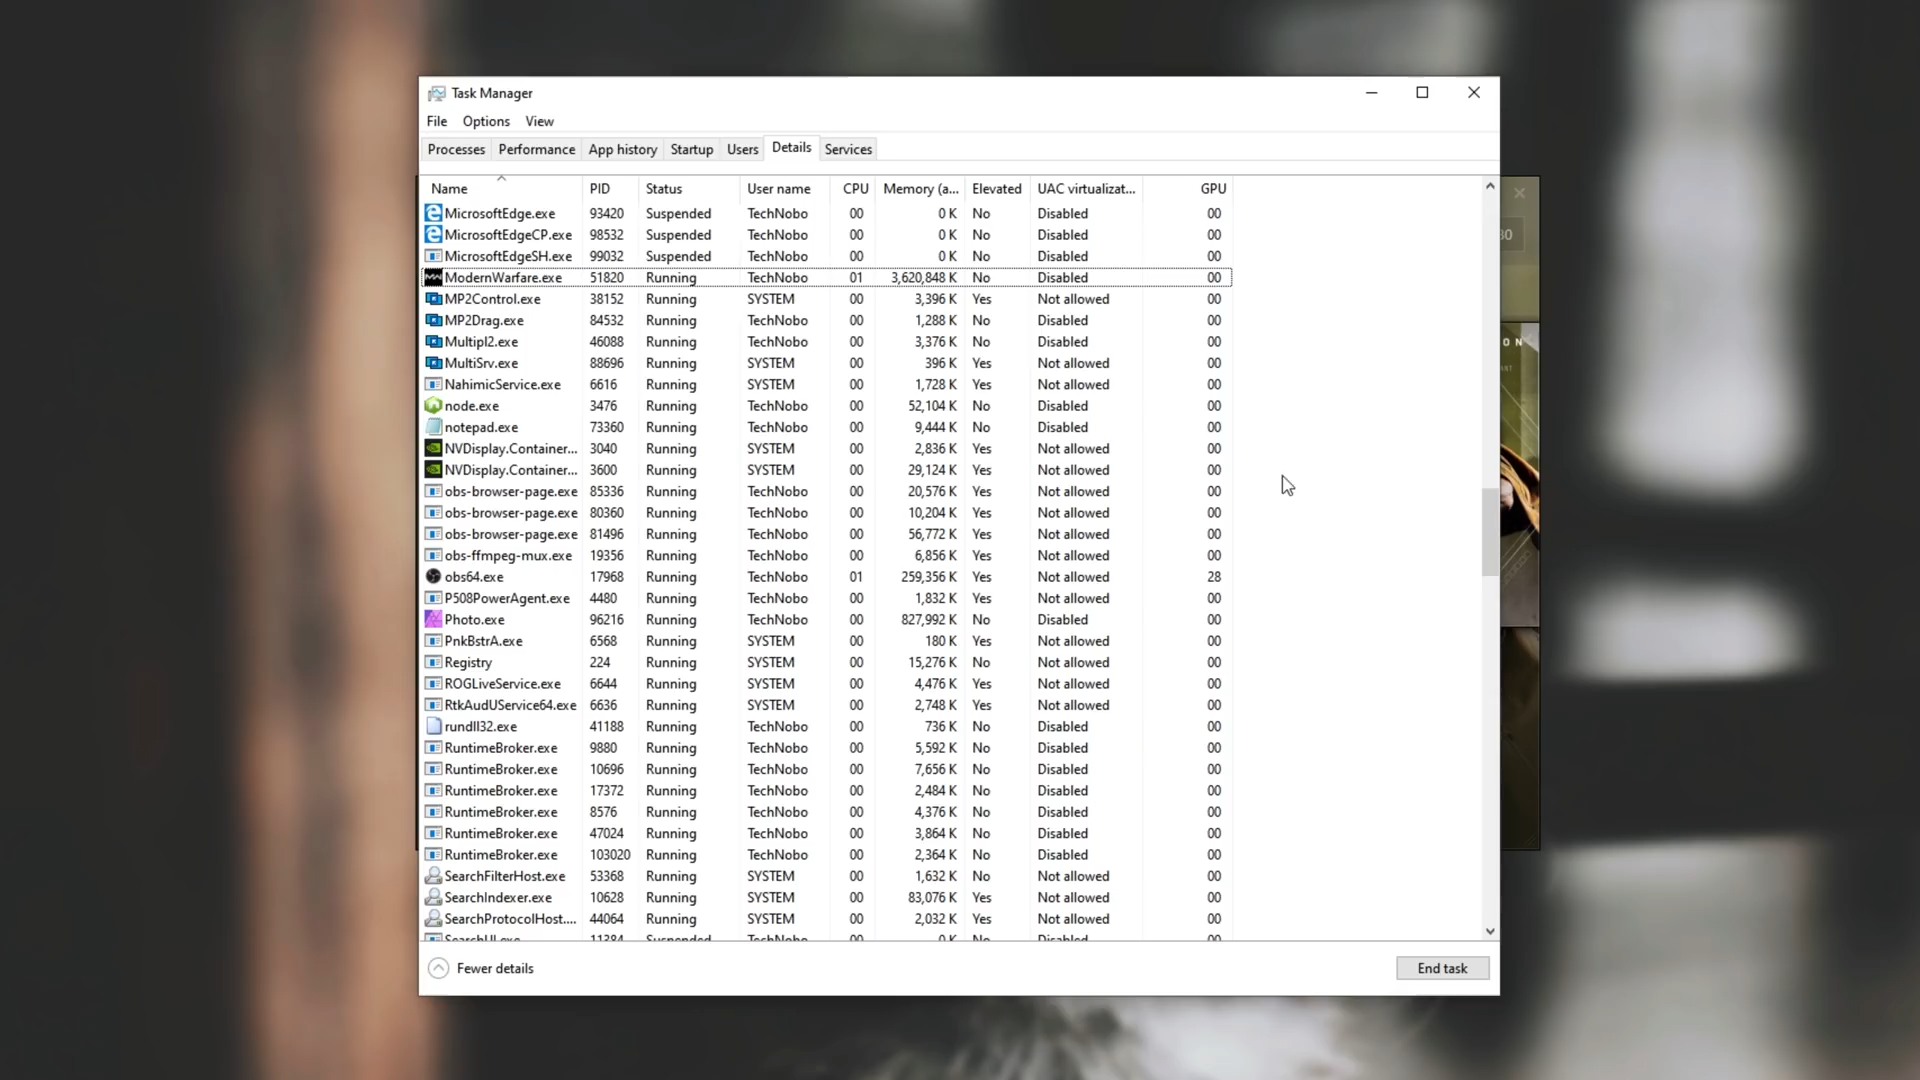 Task Manager
File Options View
Processes Performance App history Startup Users Details Services
Name PID Status User name CPU Memory (a... Elevated UAC virtualizat... GPU
MicrosoftEdge.exe 93420 Suspended TechNobo 00 0 K No Disabled 00
MicrosoftEdgeCP.exe 98532 Suspended TechNobo 00 0 K No Disabled 00
MicrosoftEdgeSH.exe 99032 Suspended TechNobo 00 0 K No Disabled 00
ModernWarfare.exe 51820 Running TechNobo 01 3,620,848 K No Disabled 00
MP2Control.exe 38152 Running SYSTEM 00 3,396 K Yes Not allowed 00
MP2Drag.exe 84532 Running TechNobo 00 1,288 K No Disabled 00
Multipl2.exe 46088 Running TechNobo 00 3,376 K No Disabled 00
MultiSrv.exe 88696 Running SYSTEM 00 396 K Yes Not allowed 00
NahimicService.exe 6616 Running SYSTEM 00 1,728 K Yes Not allowed 00
node.exe 3476 Running TechNobo 00 52,104 K No Disabled 00
notepad.exe 73360 Running TechNobo 00 9,444 K No Disabled 00
NVDisplay.Container... 3040 Running SYSTEM 00 2,836 K Yes Not allowed 00
NVDisplay.Container... 3600 Running SYSTEM 00 29,124 K Yes Not allowed 00
obs-browser-page.exe 85336 Running TechNobo 00 20,576 K Yes Not allowed 00
obs-browser-page.exe 80360 Running TechNobo 00 10,204 K Yes Not allowed 00
obs-browser-page.exe 81496 Running TechNobo 00 56,772 K Yes Not allowed 00
obs-ffmpeg-mux.exe 19356 Running TechNobo 00 6,856 K Yes Not allowed 00
obs64.exe 17968 Running TechNobo 01 259,356 K Yes Not allowed 28
P508PowerAgent.exe 4480 Running TechNobo 00 1,832 K Yes Not allowed 00
Photo.exe 96216 Running TechNobo 00 827,992 K No Disabled 00
PnkBstrA.exe 6568 Running SYSTEM 00 180 K Yes Not allowed 00
Registry 224 Running SYSTEM 00 15,276 K No Not allowed 00
ROGLiveService.exe 6644 Running SYSTEM 00 4,476 K Yes Not allowed 00
RtkAudUService64.exe 6636 Running SYSTEM 00 2,748 K Yes Not allowed 00
rundll32.exe 41188 Running TechNobo 00 736 K No Disabled 00
RuntimeBroker.exe 9880 Running TechNobo 00 5,592 K No Disabled 00
RuntimeBroker.exe 10696 Running TechNobo 00 7,656 K No Disabled 00
RuntimeBroker.exe 17372 Running TechNobo 00 2,484 K No Disabled 00
RuntimeBroker.exe 8576 Running TechNobo 00 4,376 K No Disabled 00
RuntimeBroker.exe 47024 Running TechNobo 00 3,864 K No Disabled 00
RuntimeBroker.exe 103020 Running TechNobo 00 2,364 K No Disabled 00
SearchFilterHost.exe 53368 Running SYSTEM 00 1,632 K No Not allowed 00
SearchIndexer.exe 10628 Running SYSTEM 00 83,076 K Yes Not allowed 00
SearchProtocolHost.... 44064 Running SYSTEM 00 2,032 K Yes Not allowed 00
SearchUI.exe 11384 Suspended TechNobo 00 0 K No Disabled 00
Fewer details End task